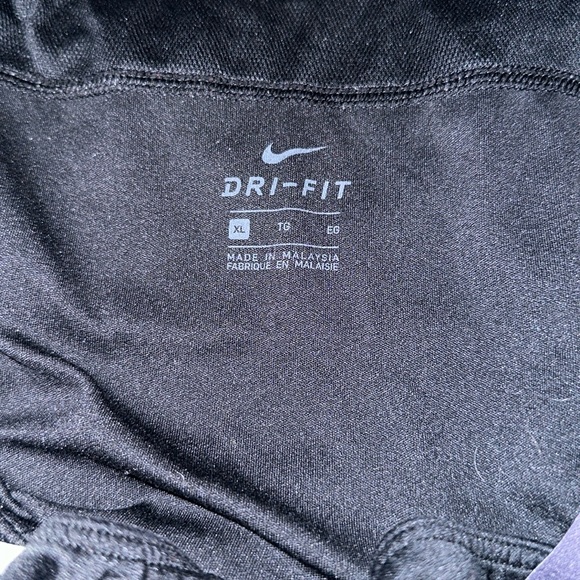 DRI-FIT
XL TG EG
MADE IN MALAYSIA
FABRIQUE EN MALAISIE